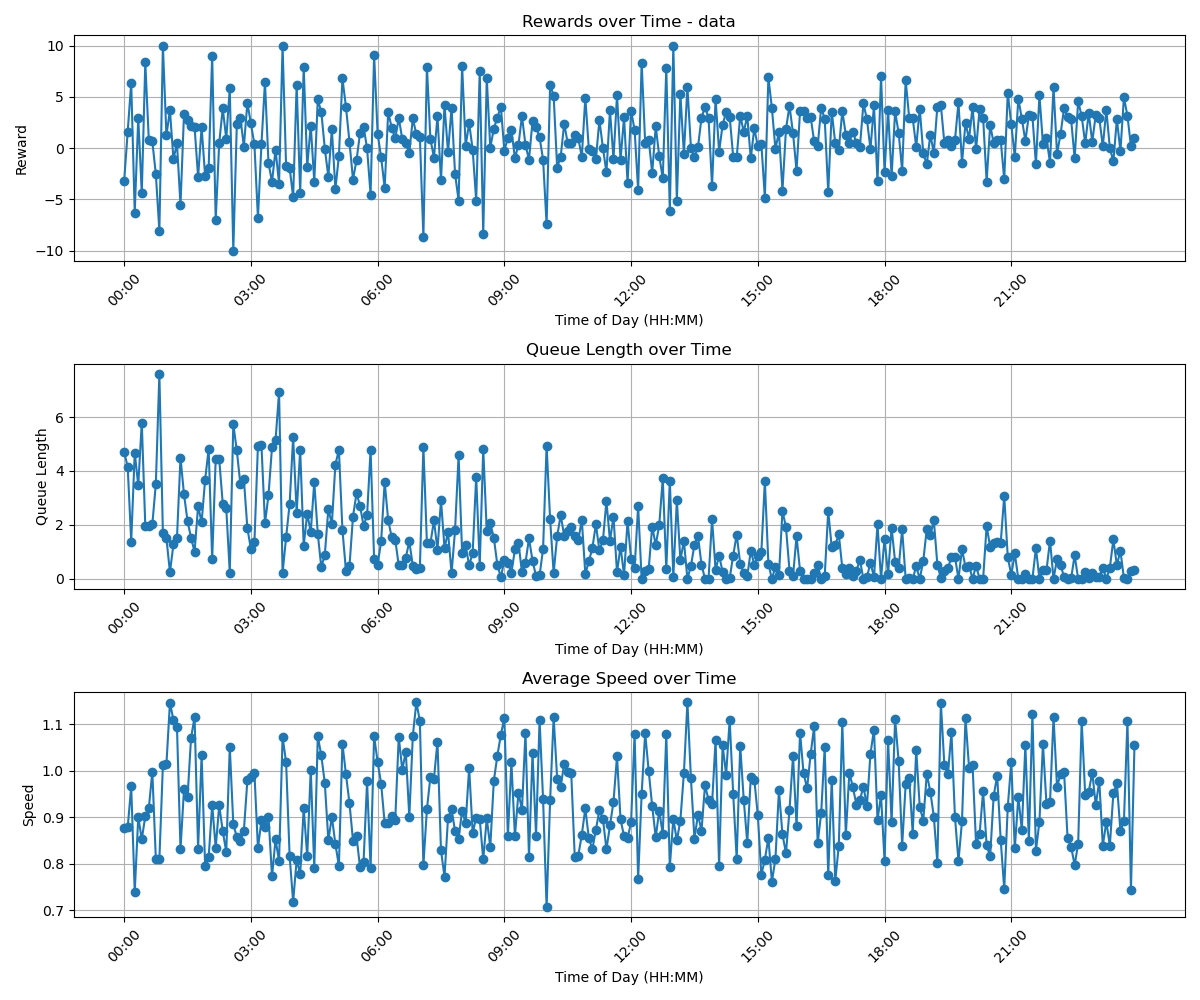 Rewards over Time - data
Reward
10
5
0
−5
−10
00:00 03:00 06:00 09:00 12:00 15:00 18:00 21:00
Time of Day (HH:MM)
Queue Length over Time
Queue Length
6
4
2
0
00:00 03:00 06:00 09:00 12:00 15:00 18:00 21:00
Time of Day (HH:MM)
Average Speed over Time
Speed
1.1
1.0
0.9
0.8
0.7
00:00 03:00 06:00 09:00 12:00 15:00 18:00 21:00
Time of Day (HH:MM)